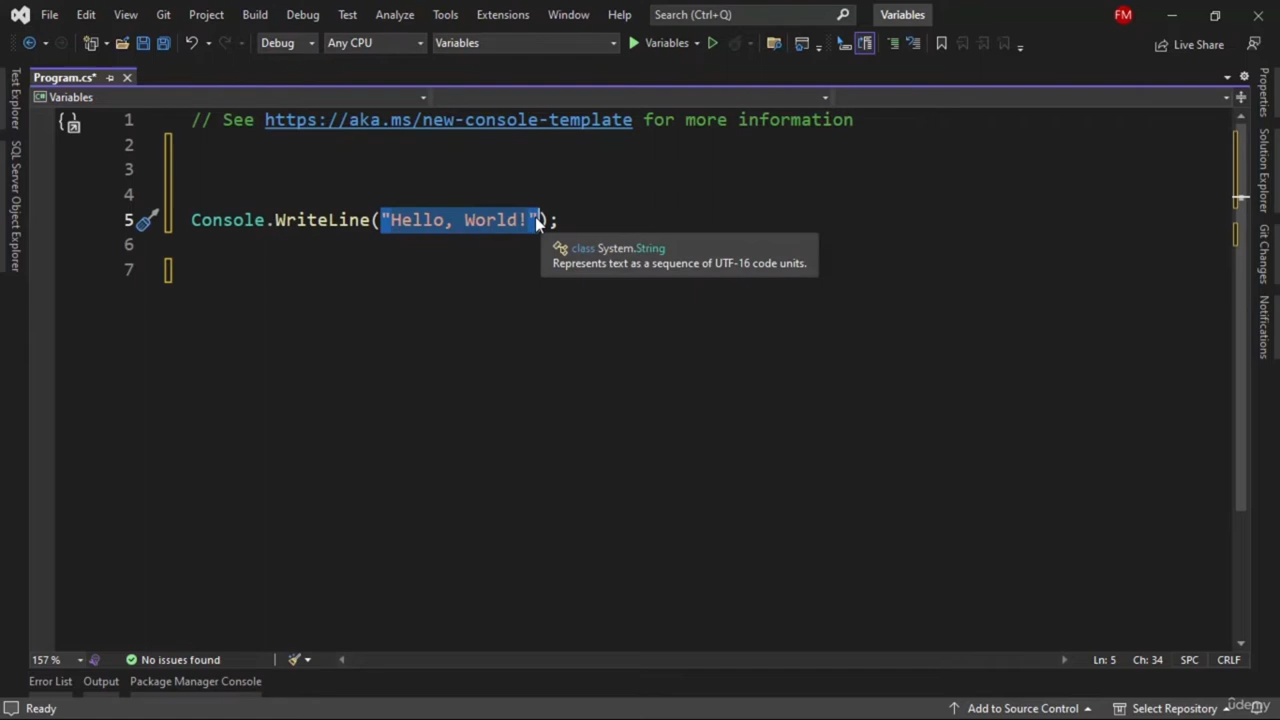 File Edit View Git Project Build Debug Test Analyze Tools Extensions Window Help Search (Ctrl+Q) Variables FM
Debug Any CPU Variables Variables Live Share
Program.cs*
Variables
1 // See https://aka.ms/new-console-template for more information
2
3
4
5 Console.WriteLine("Hello, World!");
class System.String
Represents text as a sequence of UTF-16 code units.
6
7
Test Explorer
SQL Server Object Explorer
Properties
Solution Explorer
Git Changes
Notifications
157 % No issues found Ln: 5 Ch: 34 SPC CRLF
Error List Output Package Manager Console
Ready Add to Source Control Select Repository
ûdemy